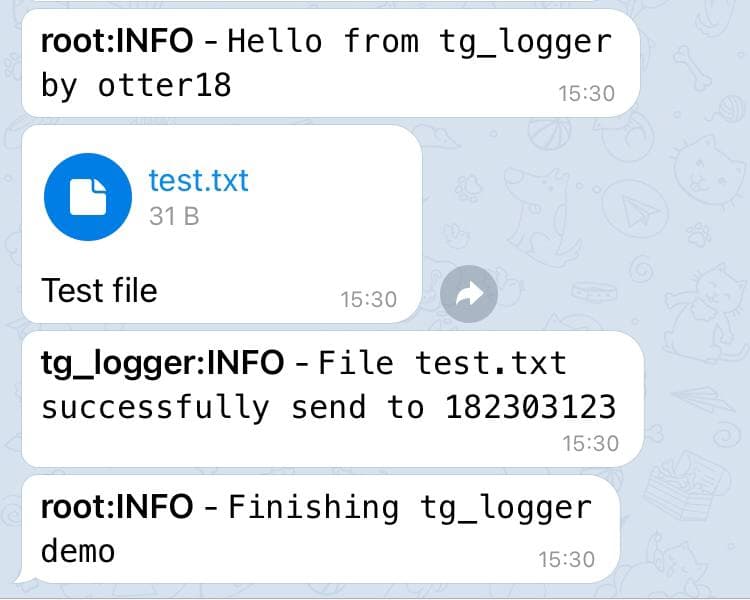 root:INFO - Hello from tg_logger
by otter18
15:30
test.txt
31 B
Test file
15:30
tg_logger:INFO - File test.txt
successfully send to 182303123
15:30
root:INFO - Finishing tg_logger
demo
15:30